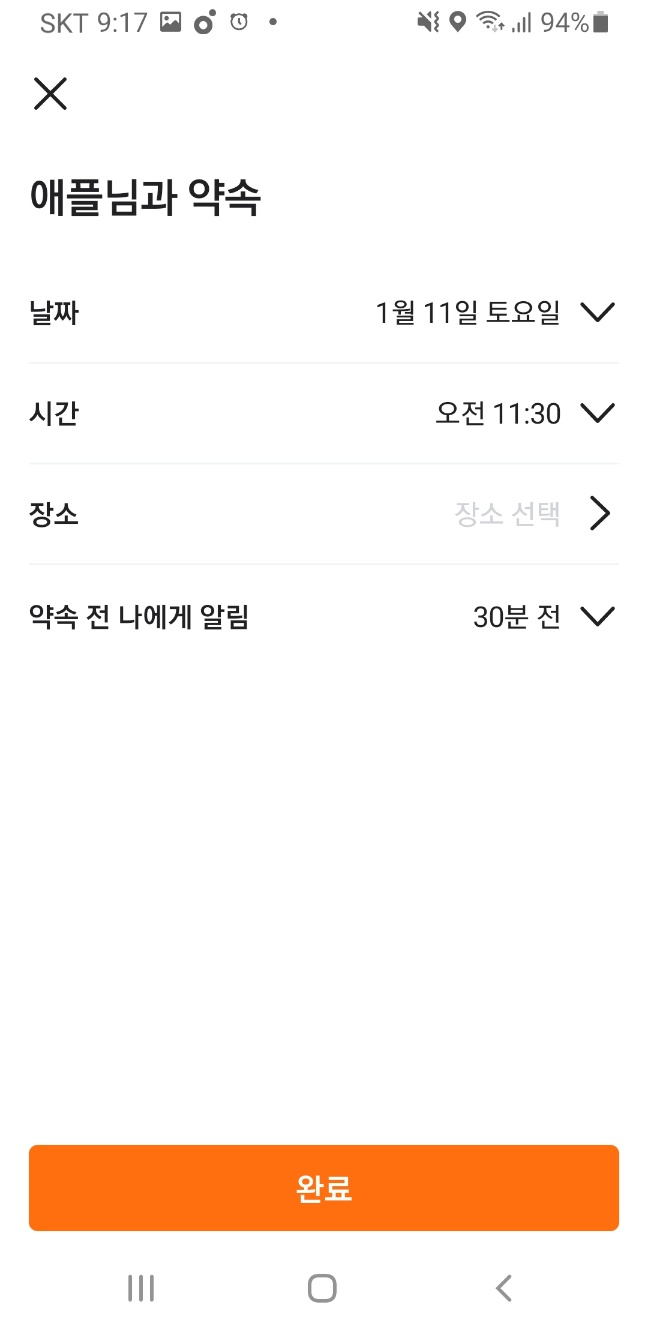 SKT 9:17 94%
애플님과 약속
날짜 1월 11일 토요일
시간 오전 11:30
장소 장소 선택
약속 전 나에게 알림 30분 전
완료